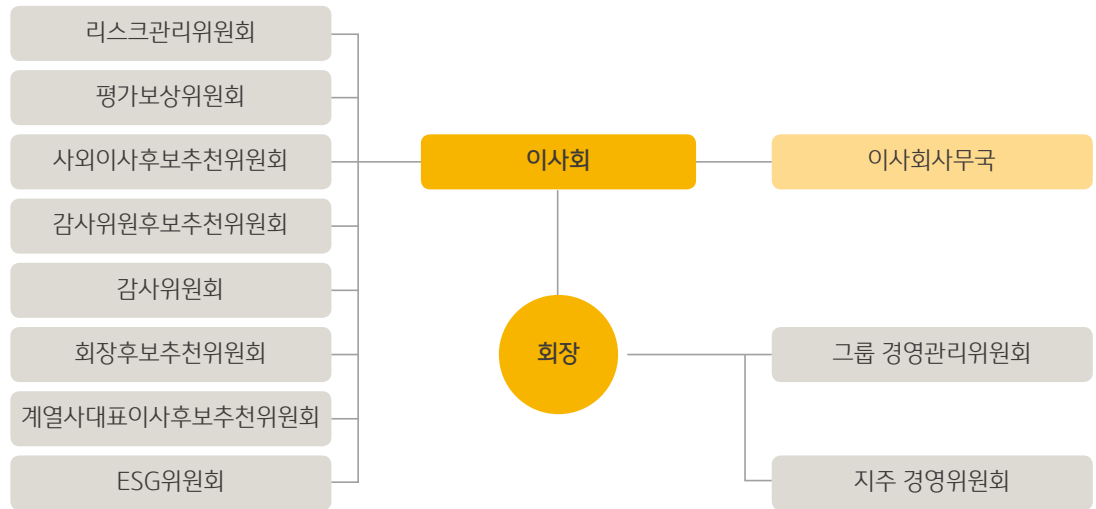 리스크관리위원회
평가보상위원회
사외이사후보추천위원회
감사위원후보추천위원회
감사위원회
회장후보추천위원회
계열사대표이사후보추천위원회
ESG위원회
이사회
회장
이사회사무국
그룹 경영관리위원회
지주 경영위원회